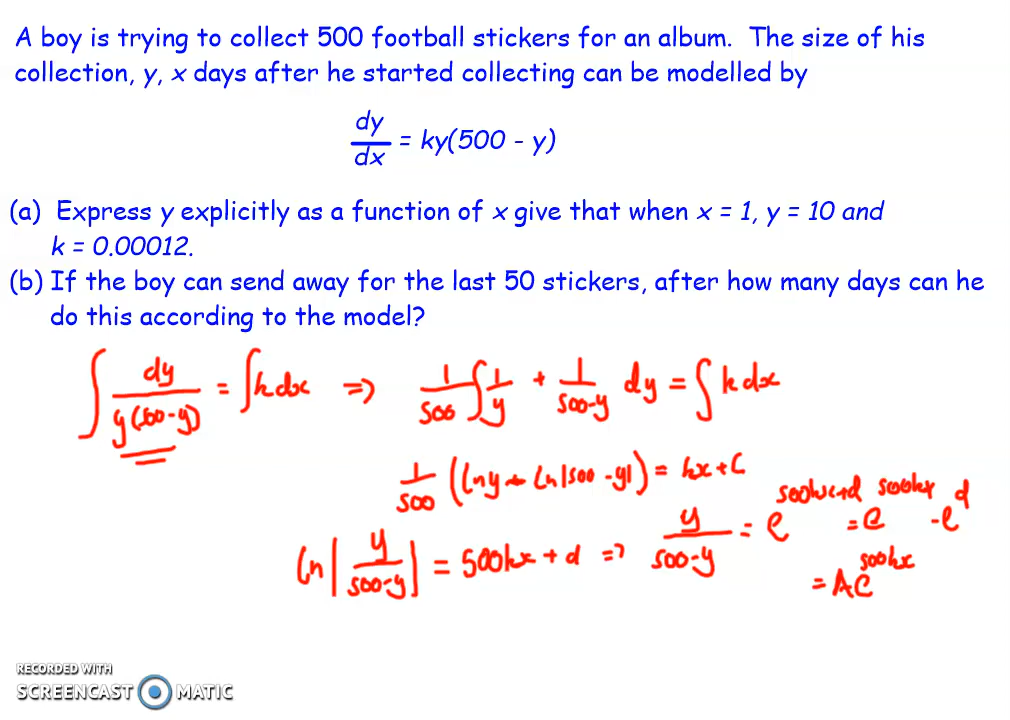 A boy is trying to collect 500 football stickers for an album. The size of his
collection, y, x days after he started collecting can be modelled by
dy/dx = ky(500 - y)
(a) Express y explicitly as a function of x give that when x = 1, y = 10 and
k = 0.00012.
(b) If the boy can send away for the last 50 stickers, after how many days can he
do this according to the model?
∫ dy/(y(500-y)) = ∫kdx => 1/500 ∫ 1/y + 1/(500-y) dy = ∫ k dx
1/500 (lny - ln|500-y|) = kx + C
ln|y/(500-y)| = 500kx + d => y/(500-y) = e^(500kx+d) = e^(500kx) · e^d
= Ae^(500kx)
RECORDED WITH
SCREENCAST MATIC